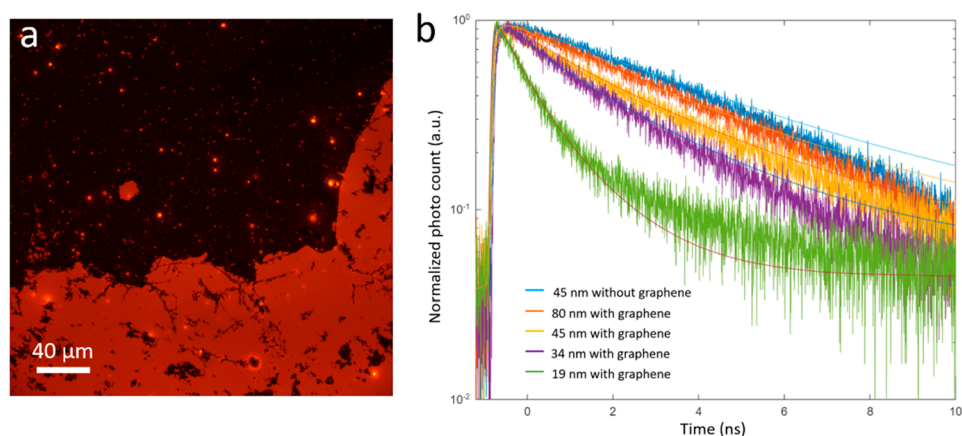 a
40 µm
b
Normalized photo count (a.u.)
10⁰
10⁻¹
10⁻²
45 nm without graphene
80 nm with graphene
45 nm with graphene
34 nm with graphene
19 nm with graphene
0 2 4 6 8 10
Time (ns)